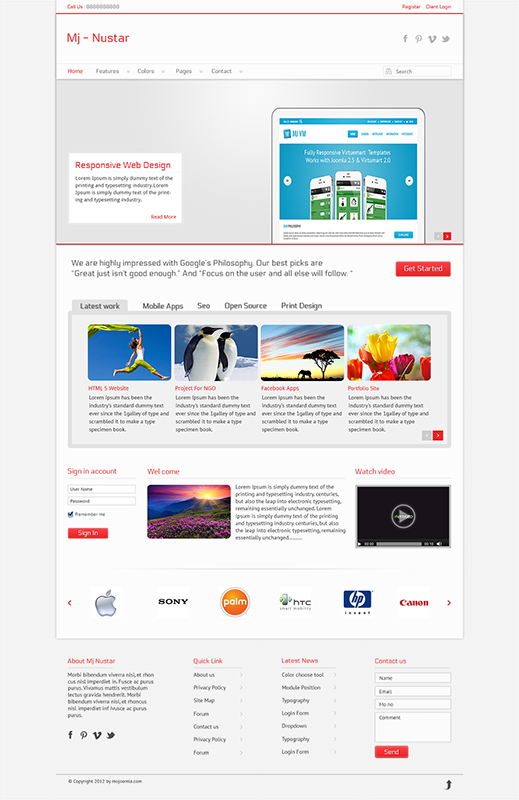 Call Us : 8888888888
Register Client Login
Mj - Nustar
Home Features Colors Pages Contact Search
MJ VM
Fully Responsive Virtuemart Templates
Works with Joomla 2.5 & Virtumart 2.0
Responsive Web Design
Lorem Ipsum is simply dummy text of the
printing and typesetting industry.Lorem
Ipsum is simply dummy text of the print-
ing and typesetting industry.
Read More
We are highly impressed with Google's Philosophy. Our best picks are
"Great just isn't good enough." And "Focus on the user and all else will follow. "
Get Started
Latest work Mobile Apps Seo Open Source Print Design
HTML 5 Website
Lorem Ipsum has been the
industry's standard dummy text
ever since the 1galley of type and
scrambled it to make a type
specimen book.
Project For NGO
Lorem Ipsum has been the
industry's standard dummy text
ever since the 1galley of type and
scrambled it to make a type
specimen book.
Facebook Apps
Lorem Ipsum has been the
industry's standard dummy text
ever since the 1galley of type and
scrambled it to make a type
specimen book.
Portfolio Site
Lorem Ipsum has been the
industry's standard dummy text
ever since the 1galley of type and
scrambled it to make a type
specimen book.
Sign in account
User Name
Password
Remember me
Sign In
Wel come
Lorem Ipsum is simply dummy text of the
printing and typesetting industry. centuries,
but also the leap into electronic typesetting,
remaining essentially unchanged. Lorem
Ipsum is simply dummy text of the printing
and typesetting industry. centuries, but also
the leap into electronic typesetting, remaining
essentially unchanged..........
Watch video
00:00
00:10
SONY
palm
htc
smart mobility
hp
invent
Canon
About Mj Nustar
Morbi bibendum viverra nisi, et rhon
cus nisl imperdiet in. Fusce ac purus
purus. Vivamus mattis vestibulum
lectus gravida hendrerit. Morbi
bibendum viverra nisi, et rhoncus
nisl imperdiet inf musce ac purus
purus.
Quick Link
About us
Privacy Policy
Site Map
Forum
Contact us
Privacy Policy
Forum
Latest News
Color choose tool
Module Position
Typography
Login Form
Dropdown
Typography
Login Form
Contact us
Name
Email
Mo no
Comment
Send
© Copyright 2012 by mojoomla.com